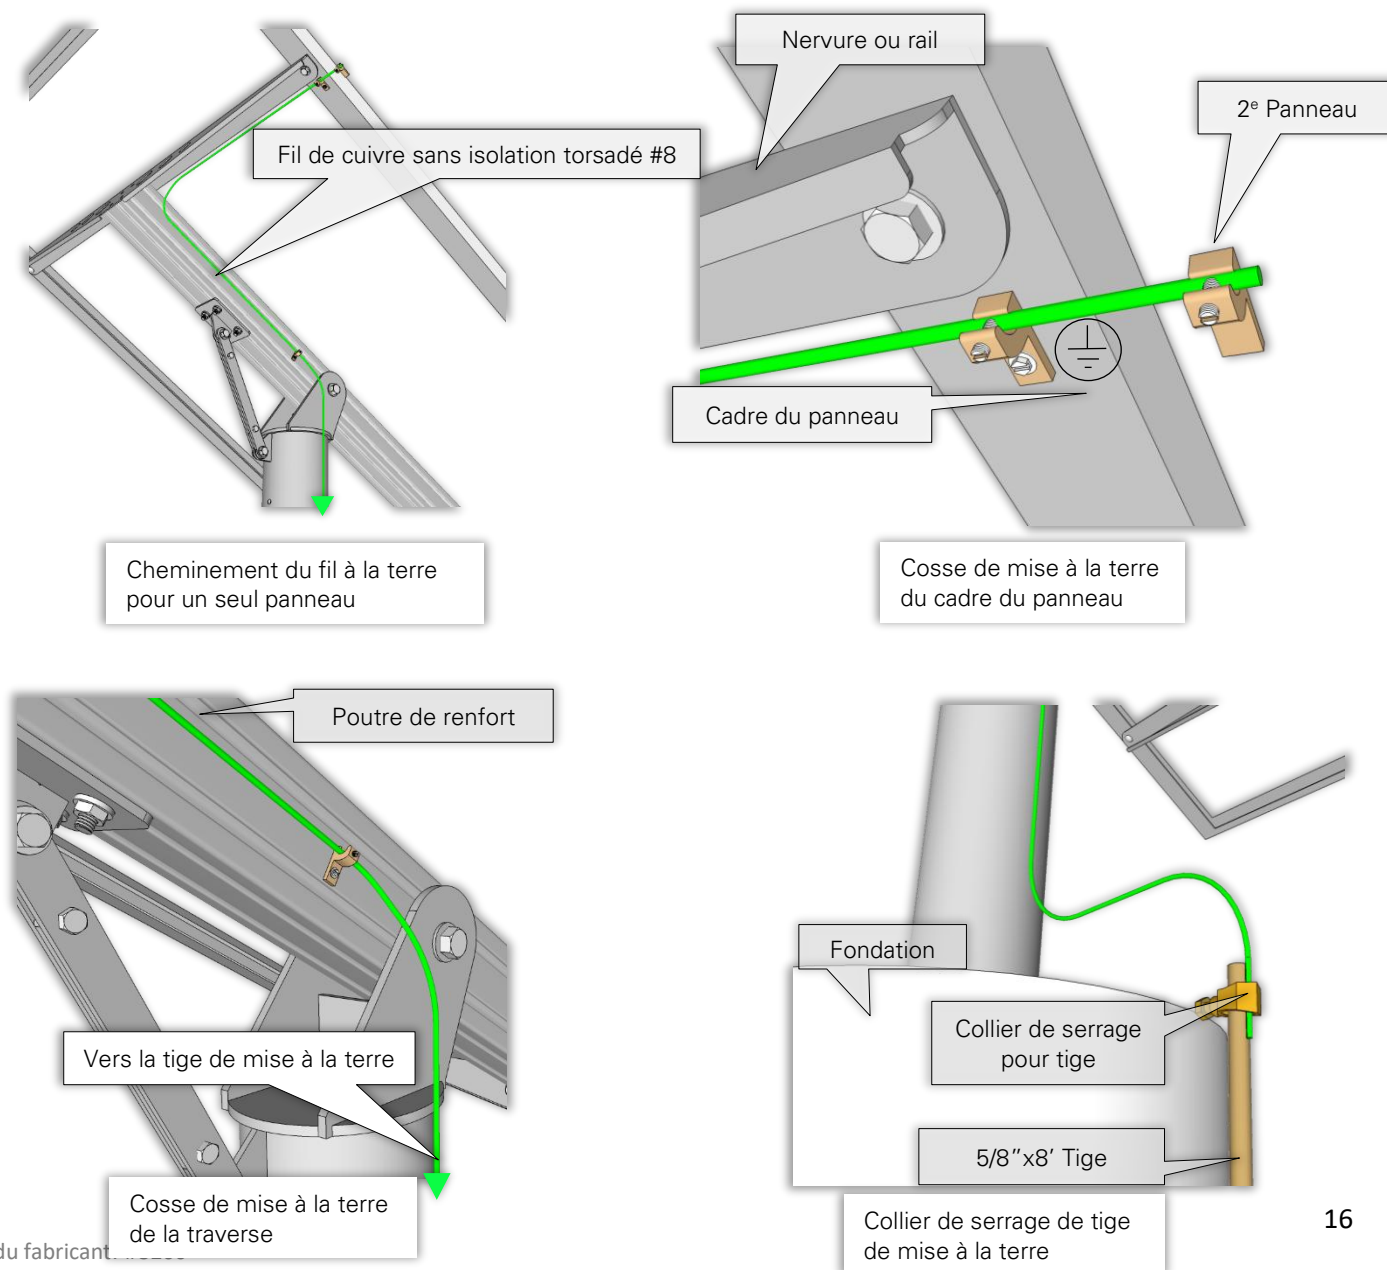 Nervure ou rail
2e Panneau
Fil de cuivre sans isolation torsadé #8
Cadre du panneau
Cheminement du fil à la terre
pour un seul panneau
Cosse de mise à la terre
du cadre du panneau
Poutre de renfort
Vers la tige de mise à la terre
Cosse de mise à la terre
de la traverse
Fondation
Collier de serrage
pour tige
5/8”x8’ Tige
Collier de serrage de tige
de mise à la terre
16
du fabricant